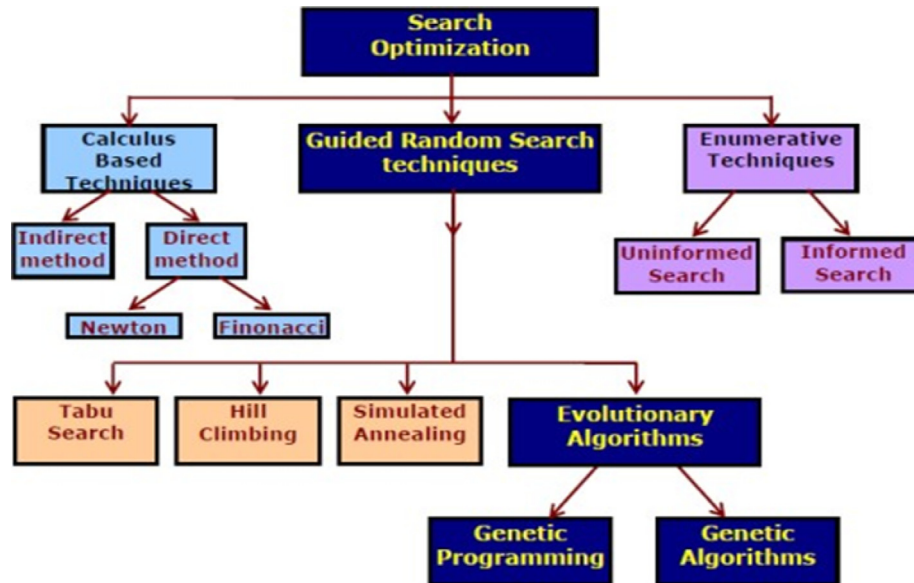 Search
Optimization
Calculus
Based
Techniques
Guided Random Search
techniques
Enumerative
Techniques
Indirect
method
Direct
method
Uninformed
Search
Informed
Search
Newton
Finonacci
Tabu
Search
Hill
Climbing
Simulated
Annealing
Evolutionary
Algorithms
Genetic
Programming
Genetic
Algorithms